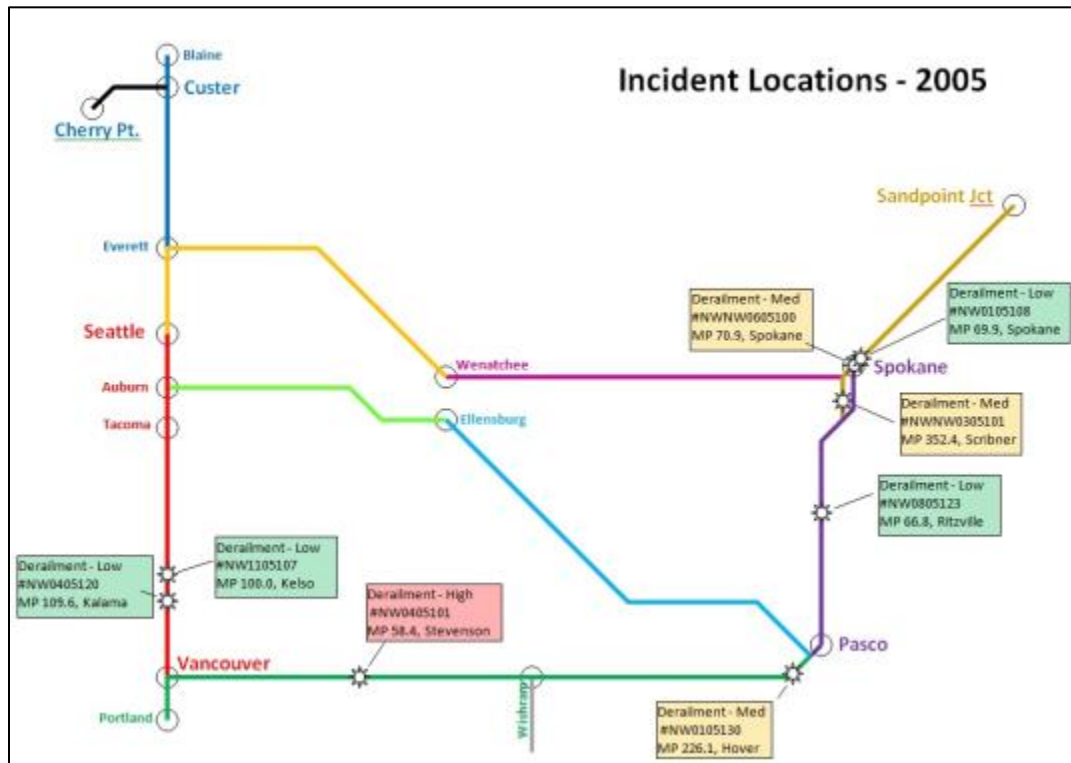 Blaine
Custer
Cherry Pt.
Incident Locations - 2005
Sandpoint Jct
Everett
Seattle
Auburn
Tacoma
Wenatchee
Ellensburg
Derailment - Med
#NWNW0605100
MP 70.9, Spokane
Derailment - Low
#NW0105108
MP 69.9, Spokane
Spokane
Derailment - Med
#NWNW0305101
MP 352.4, Scribner
Derailment - Low
#NW0805123
MP 66.8, Ritzville
Derailment - Low
#NW0405120
MP 109.6, Kalama
Derailment - Low
#NW1105107
MP 100.0, Kelso
Derailment - High
#NW0405101
MP 58.4, Stevenson
Vancouver
Pasco
Portland
Wishram
Derailment - Med
#NW0105130
MP 226.1, Hover